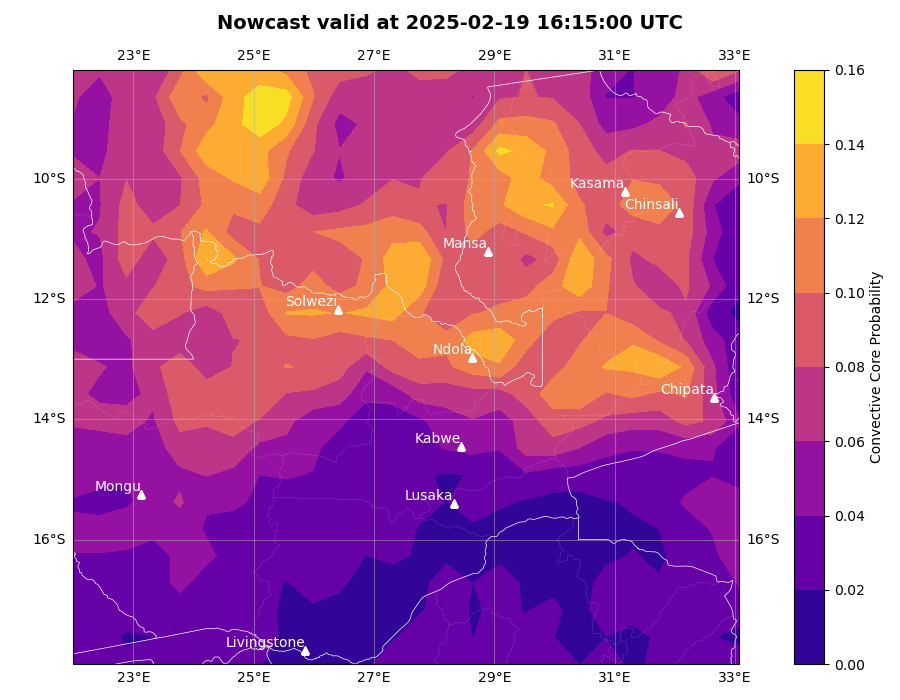 Nowcast valid at 2025-02-19 16:15:00 UTC
23°E 25°E 27°E 29°E 31°E 33°E
0.16
0.14
10°S Kasama 10°S
Chinsali
0.12
Mansa
12°S Solwezi 12°S 0.10
Ndola
0.08
Chipata
14°S 14°S
Kabwe 0.06
Mongu
Lusaka 0.04
16°S 16°S
0.02
Livingstone
0.00
23°E 25°E 27°E 29°E 31°E 33°E
Convective Core Probability